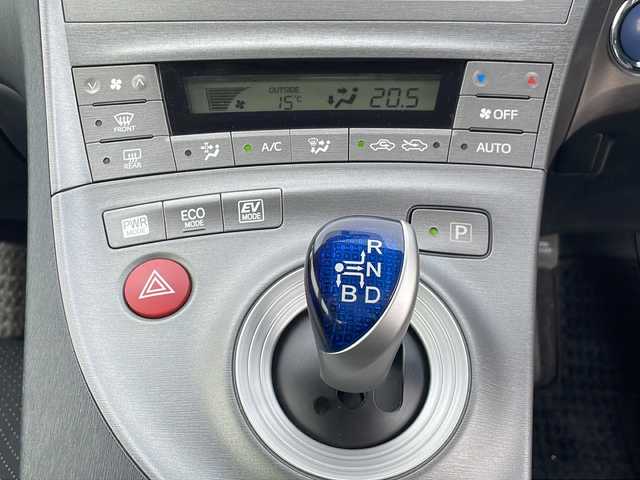 OUTSIDE
15°C
20.5
OFF
FRONT
REAR
A/C
AUTO
PWR
MODE
ECO
MODE
EV
MODE
P
R
N
B D